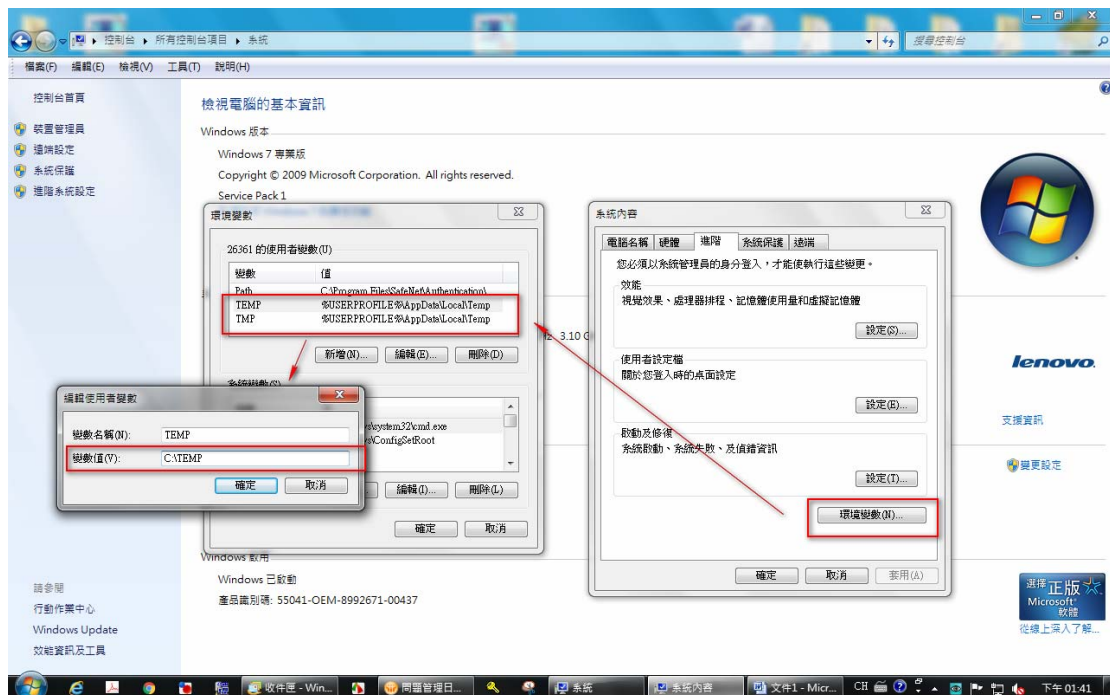 控制台 ▸ 所有控制台項目 ▸ 系統
搜尋控制台
檔案(F) 編輯(E) 檢視(V) 工具(T) 說明(H)
控制台首頁
裝置管理員
遠端設定
系統保護
進階系統設定
檢視電腦的基本資訊
Windows 版本
Windows 7 專業版
Copyright © 2009 Microsoft Corporation. All rights reserved.
Service Pack 1
環境變數
26361 的使用者變數(U)
變數 值
Path C:\Program Files\SafeNet\Authentication\
TEMP %USERPROFILE%\AppData\Local\Temp
TMP %USERPROFILE%\AppData\Local\Temp
新增(N)... 編輯(E)... 刪除(D)
系統變數(S)
\system32\cmd.exe
\ConfigSetRoot
編輯(I)... 刪除(L)
確定 取消
編輯使用者變數
變數名稱(N): TEMP
變數值(V): C:\TEMP
確定 取消
3.10 G
系統內容
電腦名稱 硬體 進階 系統保護 遠端
您必須以系統管理員的身分登入，才能使執行這些變更。
效能
視覺效果、處理器排程、記憶體使用量和虛擬記憶體
設定(S)...
使用者設定檔
關於您登入時的桌面設定
設定(E)...
啟動及修復
系統啟動、系統失敗、及偵錯資訊
設定(T)...
環境變數(N)...
確定 取消 套用(A)
lenovo.
支援資訊
變更設定
Windows 啟用
Windows 已啟動
產品識別碼: 55041-OEM-8992671-00437
選擇
正版
Microsoft
軟體
從線上深入了解...
請參閱
行動作業中心
Windows Update
效能資訊及工具
收件匣 - Win... 問題管理日... 系統 系統內容 文件1 - Micr... CH 下午 01:41